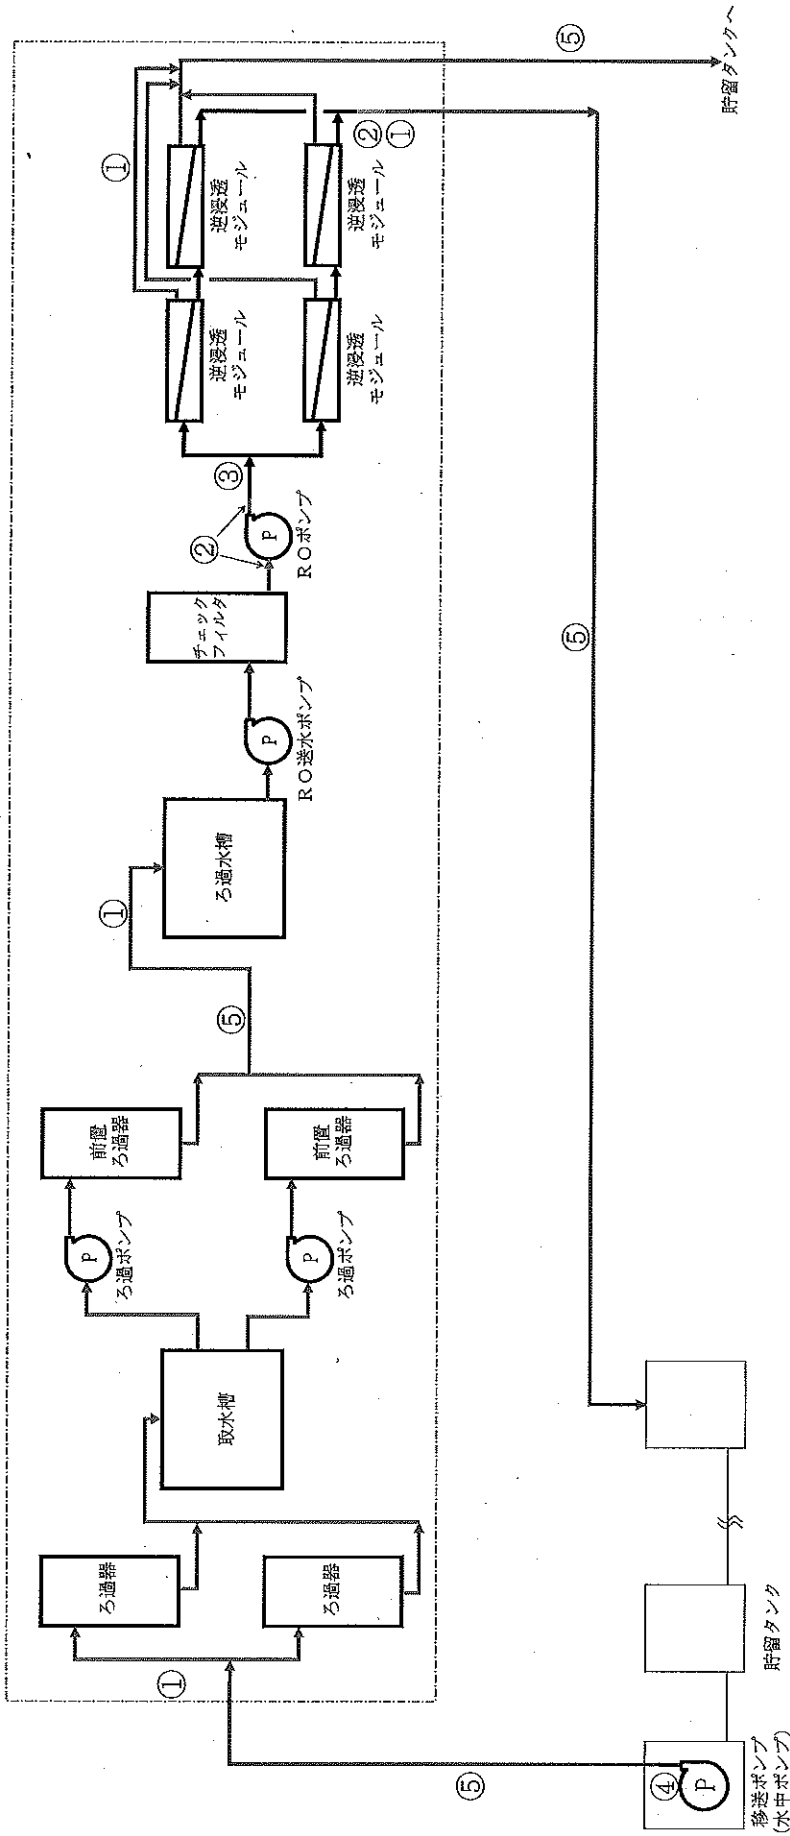 ①
⑤
④
P
移送ポンプ
(水中ポンプ)
貯留タンク
ろ過器
ろ過器
取水槽
P
ろ過ポンプ
P
ろ過ポンプ
前置
ろ過器
前置
ろ過器
⑤
①
ろ過水槽
P
RO送水ポンプ
チェック
フィルタ
②
P
ROポンプ
③
逆浸透
モジュール
逆浸透
モジュール
逆浸透
モジュール
逆浸透
モジュール
①
②
①
⑤
⑤
貯留タンクへ